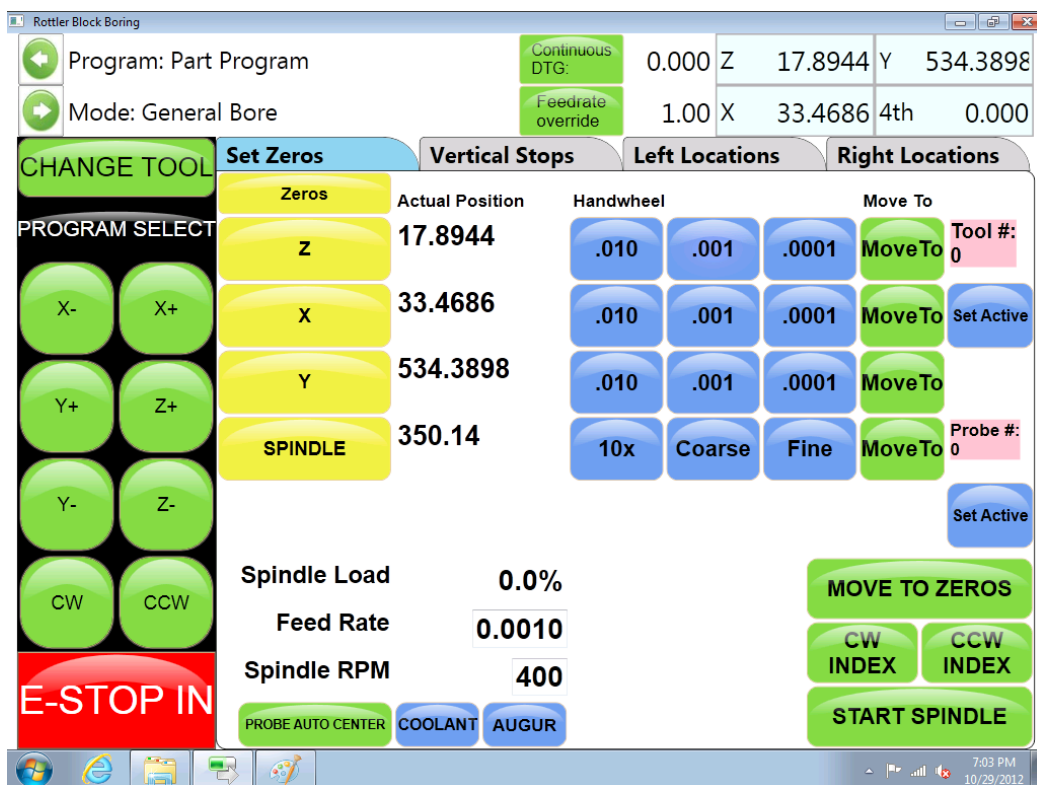 Rottler Block Boring
Program: Part Program
Continuous DTG:
0.000
Z 17.8944
Y 534.3898
Mode: General Bore
Feedrate override
1.00
X 33.4686
4th 0.000
CHANGE TOOL
PROGRAM SELECT
X-
X+
Y+
Z+
Y-
Z-
CW
CCW
E-STOP IN
Set Zeros
Vertical Stops
Left Locations
Right Locations
Zeros
Actual Position
Handwheel
Move To
Z
17.8944
.010
.001
.0001
MoveTo
Tool #:
0
X
33.4686
.010
.001
.0001
MoveTo
Set Active
Y
534.3898
.010
.001
.0001
MoveTo
SPINDLE
350.14
10x
Coarse
Fine
MoveTo
Probe #:
0
Set Active
Spindle Load 0.0%
Feed Rate 0.0010
Spindle RPM 400
PROBE AUTO CENTER
COOLANT
AUGUR
MOVE TO ZEROS
CW
INDEX
CCW
INDEX
START SPINDLE
7:03 PM
10/29/2012